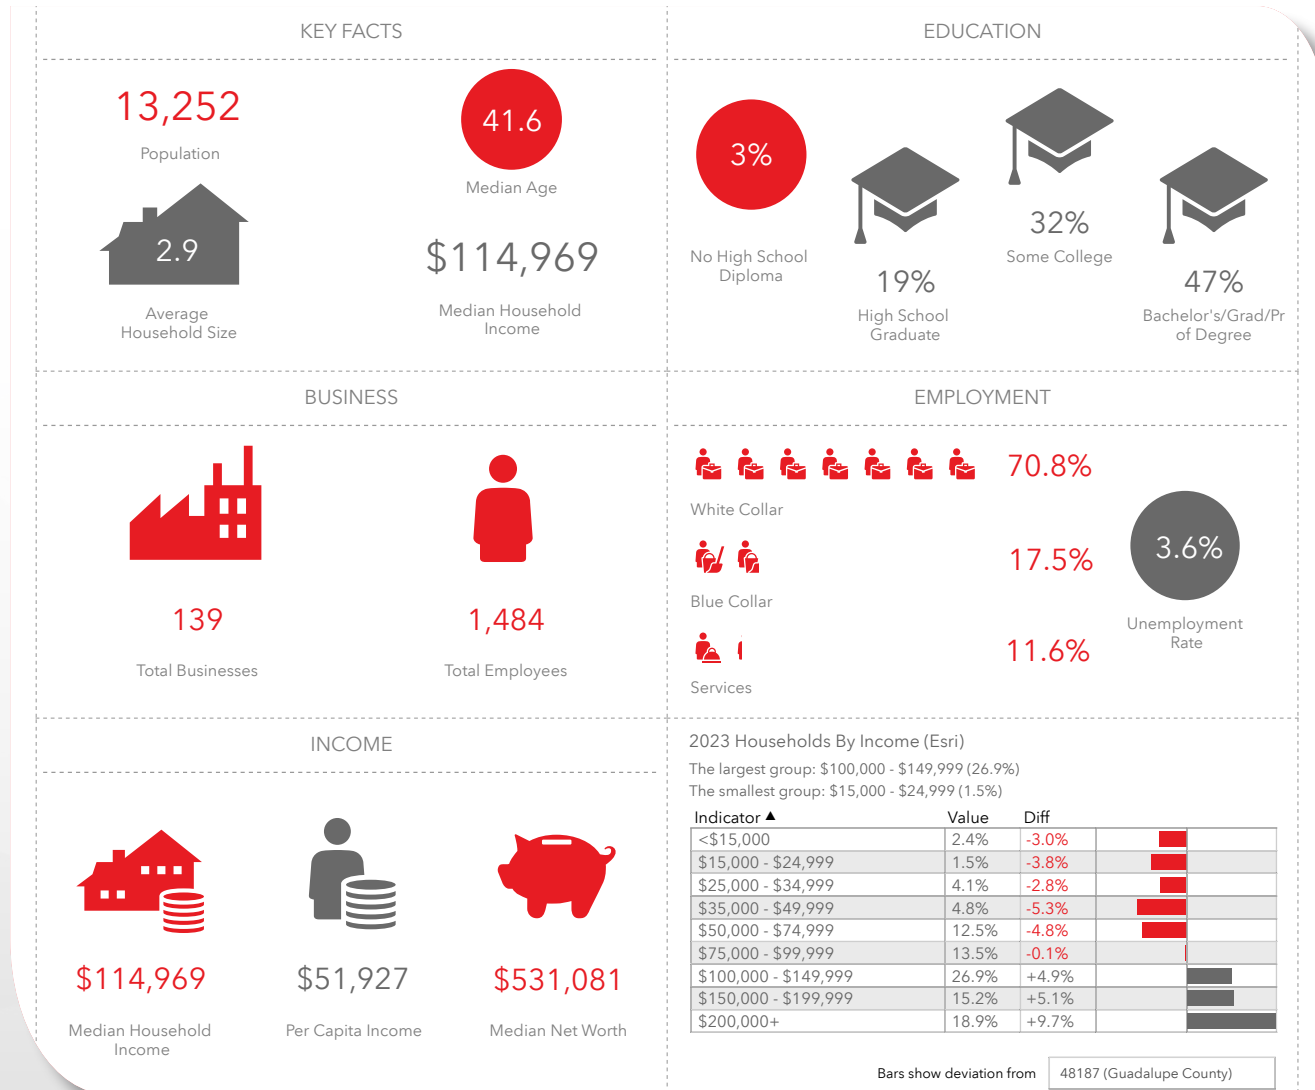 KEY FACTS
13,252
Population
41.6
Median Age
2.9
Average
Household Size
$114,969
Median Household
Income
EDUCATION
3%
No High School
Diploma
19%
High School
Graduate
32%
Some College
47%
Bachelor's/Grad/Pr
of Degree
BUSINESS
139
Total Businesses
1,484
Total Employees
EMPLOYMENT
70.8%
White Collar
17.5%
Blue Collar
11.6%
Services
3.6%
Unemployment
Rate
INCOME
$114,969
Median Household
Income
$51,927
Per Capita Income
$531,081
Median Net Worth
2023 Households By Income (Esri)
The largest group: $100,000 - $149,999 (26.9%)
The smallest group: $15,000 - $24,999 (1.5%)
Indicator ▲ Value Diff
<$15,000 2.4% -3.0%
$15,000 - $24,999 1.5% -3.8%
$25,000 - $34,999 4.1% -2.8%
$35,000 - $49,999 4.8% -5.3%
$50,000 - $74,999 12.5% -4.8%
$75,000 - $99,999 13.5% -0.1%
$100,000 - $149,999 26.9% +4.9%
$150,000 - $199,999 15.2% +5.1%
$200,000+ 18.9% +9.7%
Bars show deviation from 48187 (Guadalupe County)